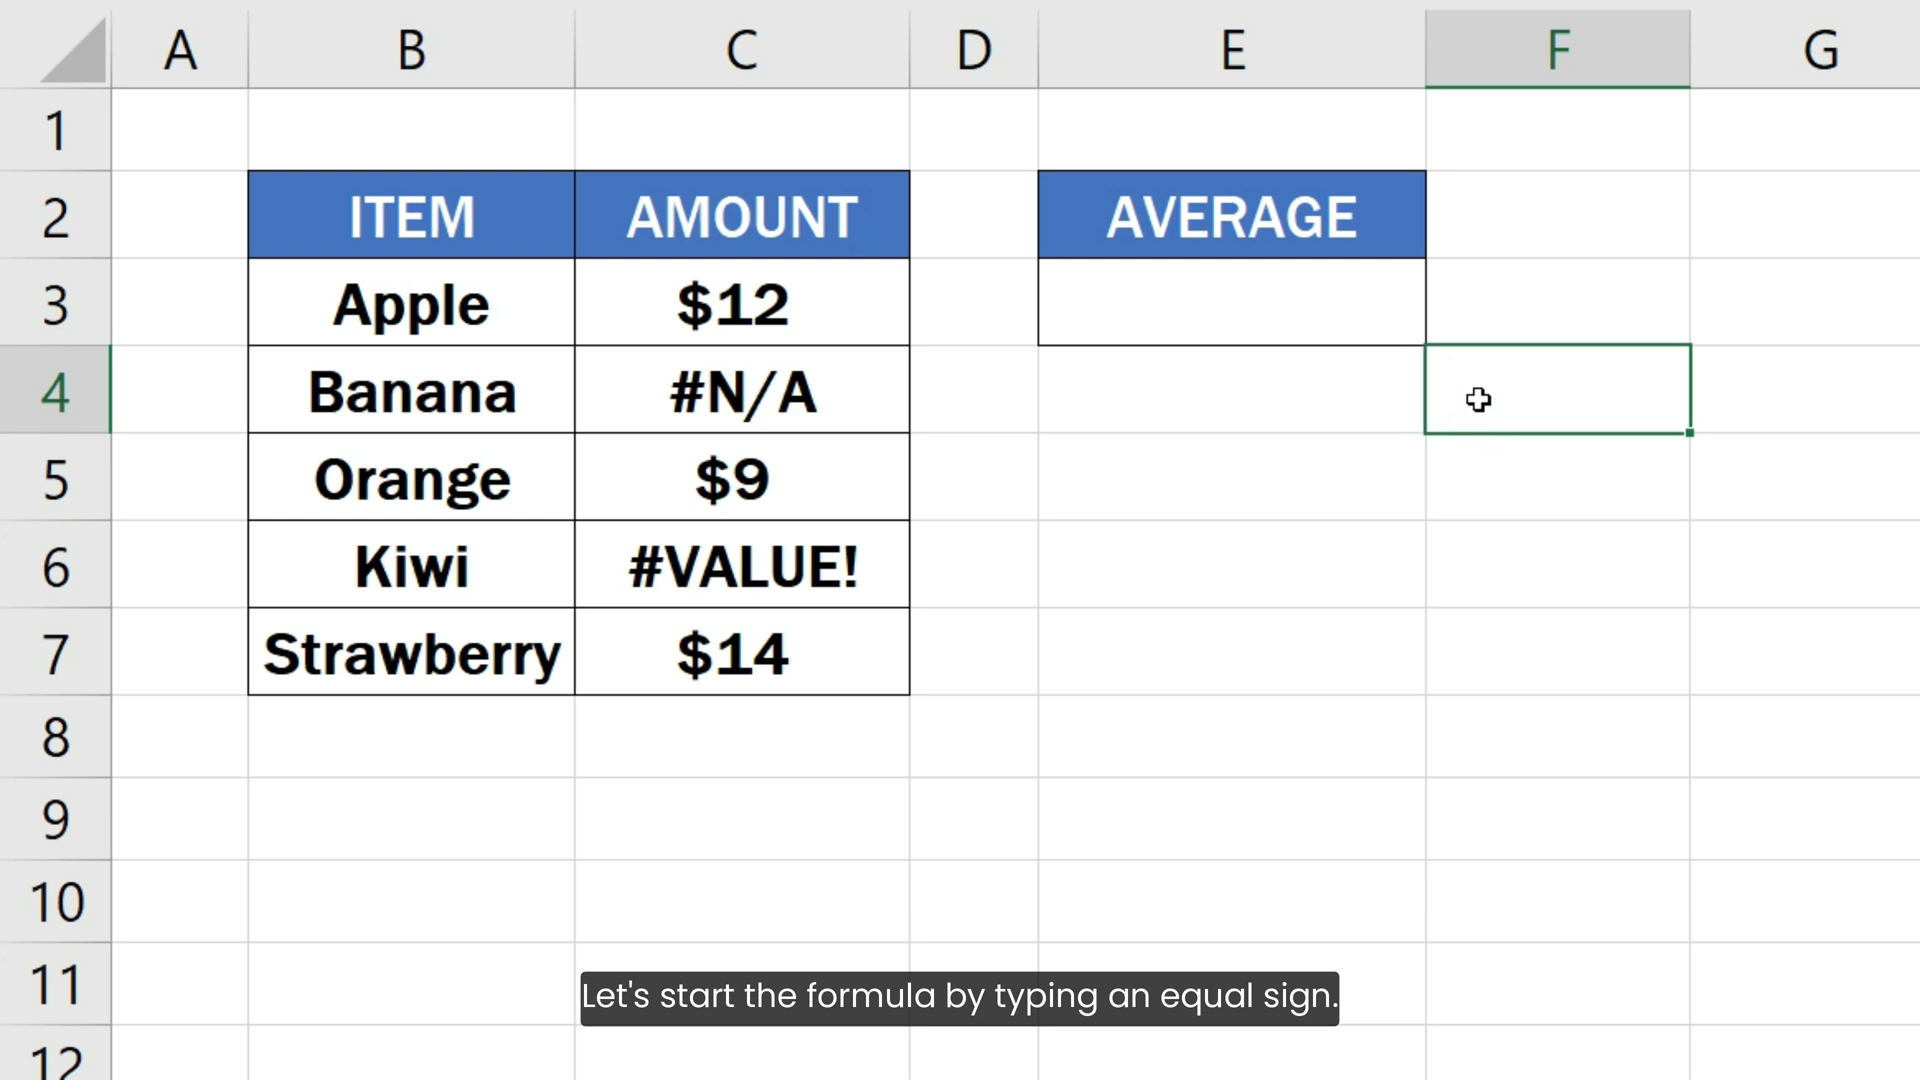 A B C D E F G
1
2 ITEM AMOUNT AVERAGE
3 Apple $12
4 Banana #N/A
5 Orange $9
6 Kiwi #VALUE!
7 Strawberry $14
8
9
10
11
Let's start the formula by typing an equal sign.
12